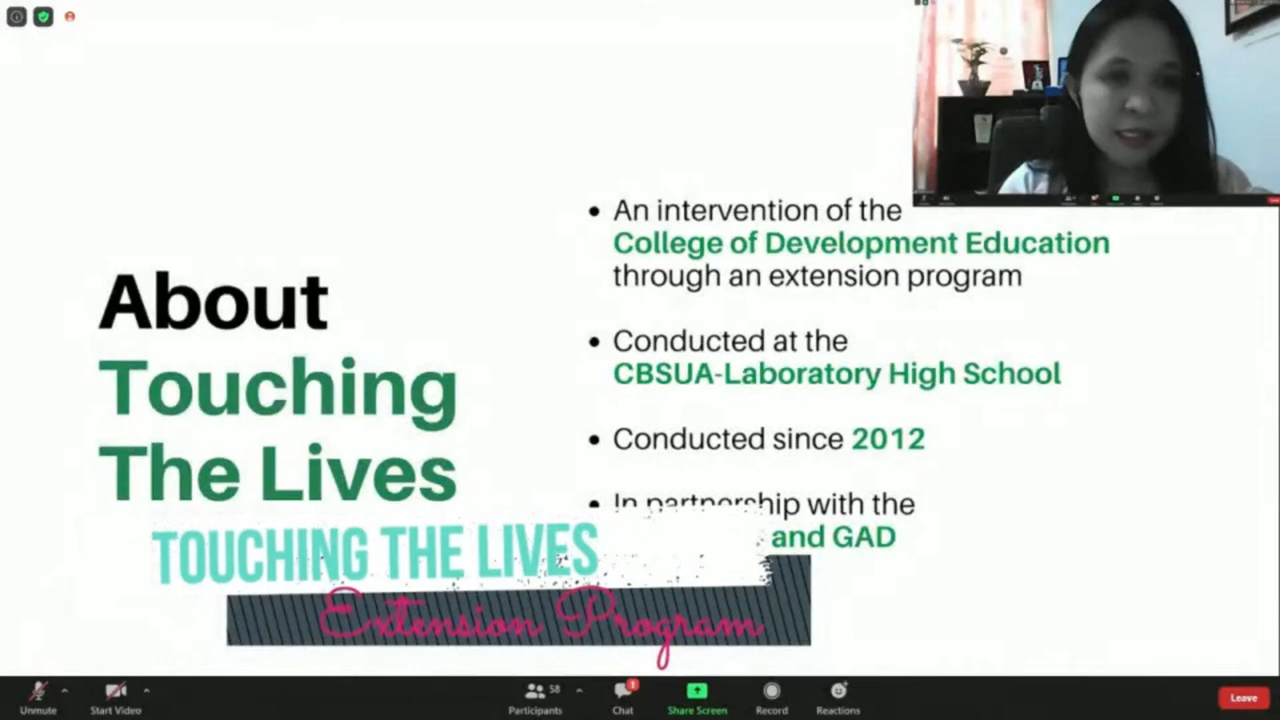 About
Touching
The Lives
• An intervention of the
College of Development Education
through an extension program
• Conducted at the
CBSUA-Laboratory High School
• Conducted since 2012
• In partnership with the
and GAD
TOUCHING THE LIVES
Extension Program
Unmute
Start Video
58
Participants
1
Chat
Share Screen
Record
Reactions
Leave